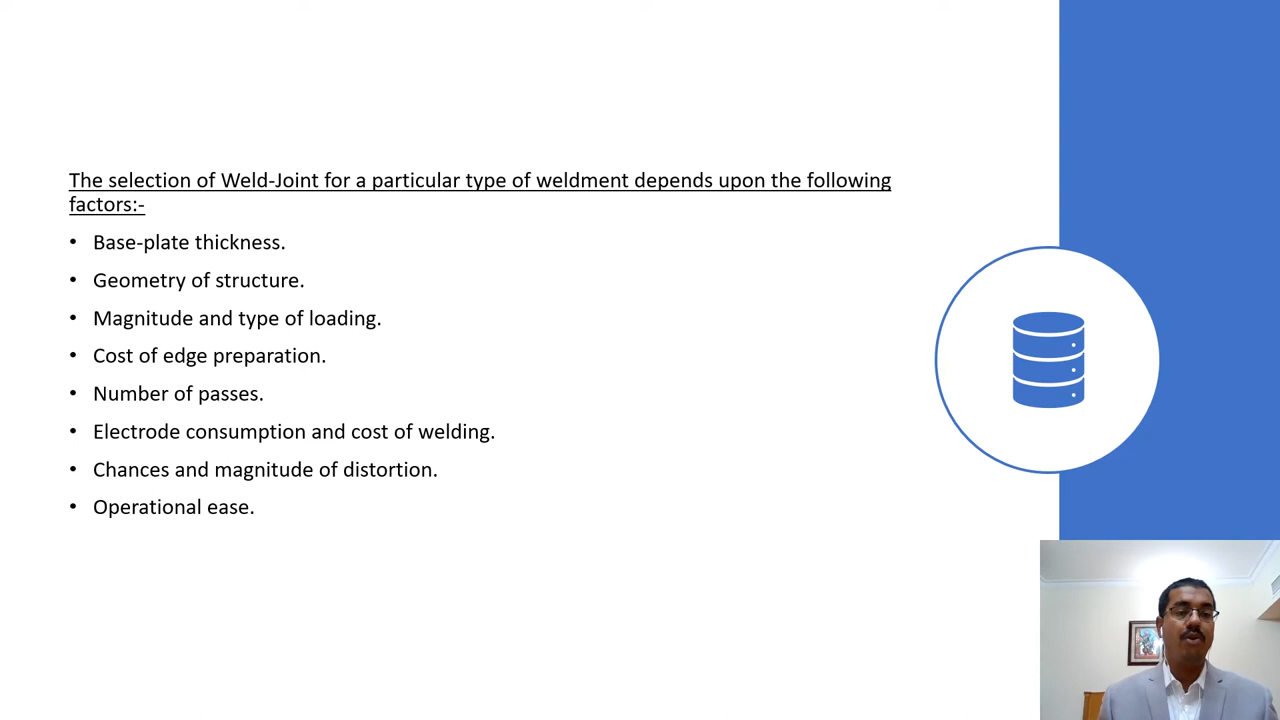 The selection of Weld-Joint for a particular type of weldment depends upon the following
factors:-
• Base-plate thickness.
• Geometry of structure.
• Magnitude and type of loading.
• Cost of edge preparation.
• Number of passes.
• Electrode consumption and cost of welding.
• Chances and magnitude of distortion.
• Operational ease.